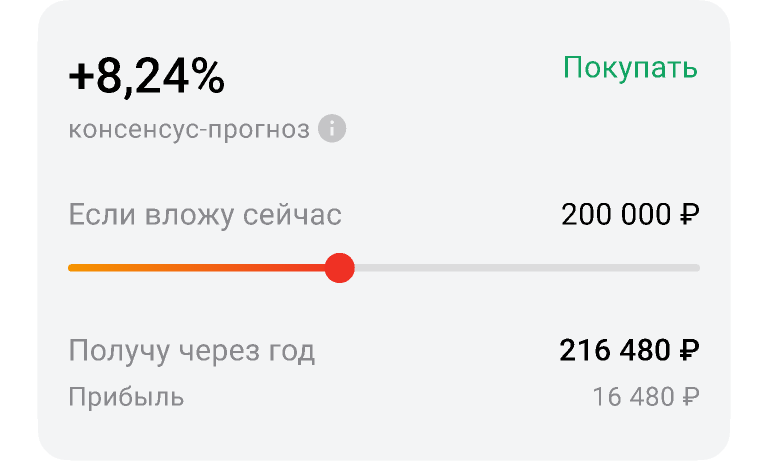 +8,24% Покупать
консенсус-прогноз
Если вложу сейчас 200 000 ₽
Получу через год 216 480 ₽
Прибыль 16 480 ₽